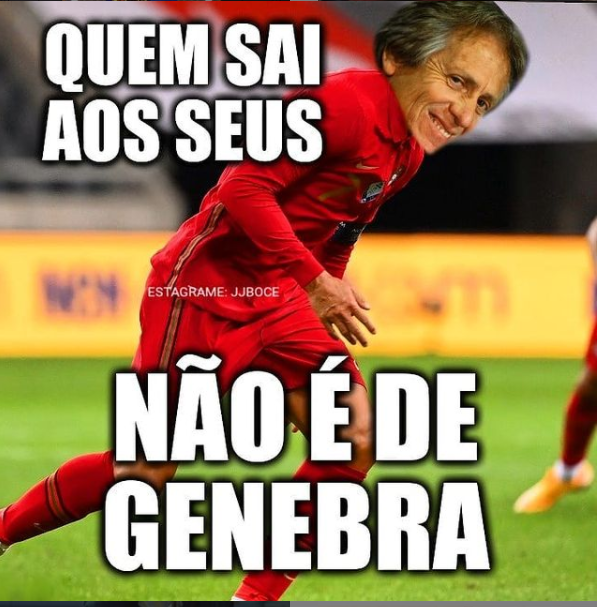 QUEM SAI
AOS SEUS
ESTAGRAME: JJBOCE
NÃO É DE
GENEBRA